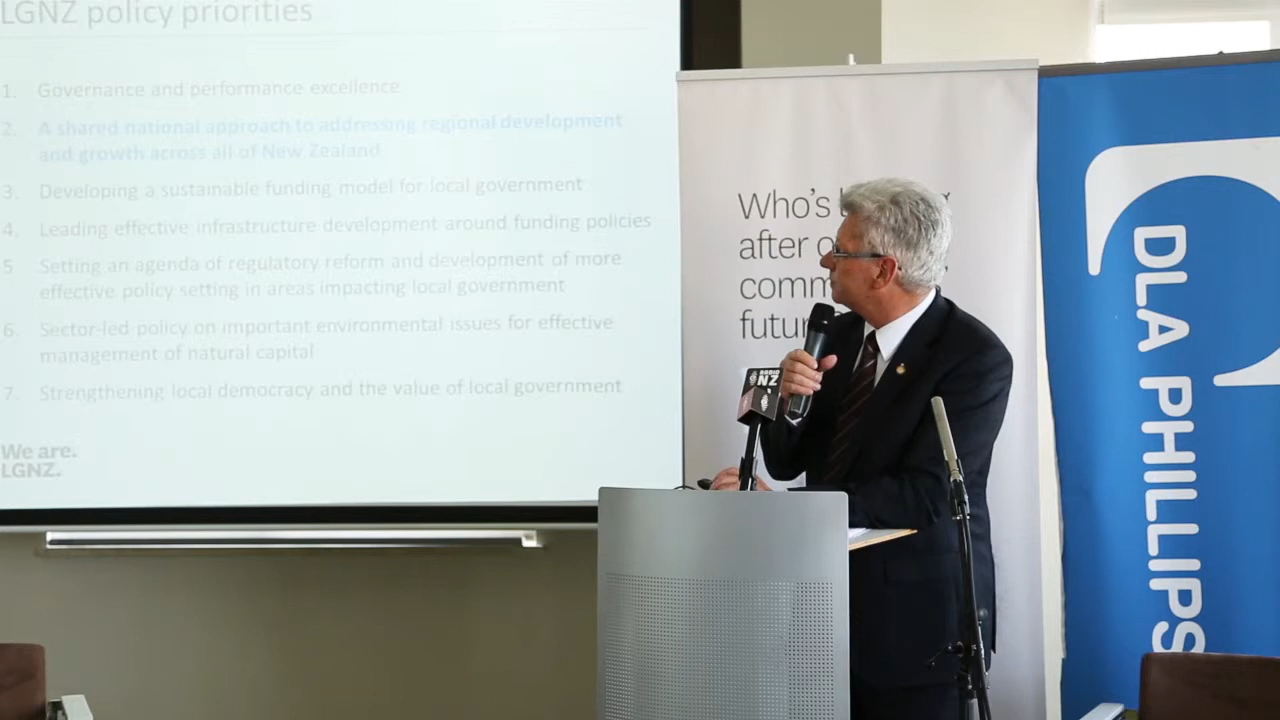 LGNZ policy priorities
1. Governance and performance excellence
2. A shared national approach to addressing regional development
and growth across all of New Zealand
3. Developing a sustainable funding model for local government
4. Leading effective infrastructure development around funding policies
5 Setting an agenda of regulatory reform and development of more
effective policy setting in areas impacting local government
6. Sector-led policy on important environmental issues for effective
management of natural capital
7. Strengthening local democracy and the value of local government
We are.
LGNZ.
Who's
after
RADIO
NZ
DLA PHILLIPS